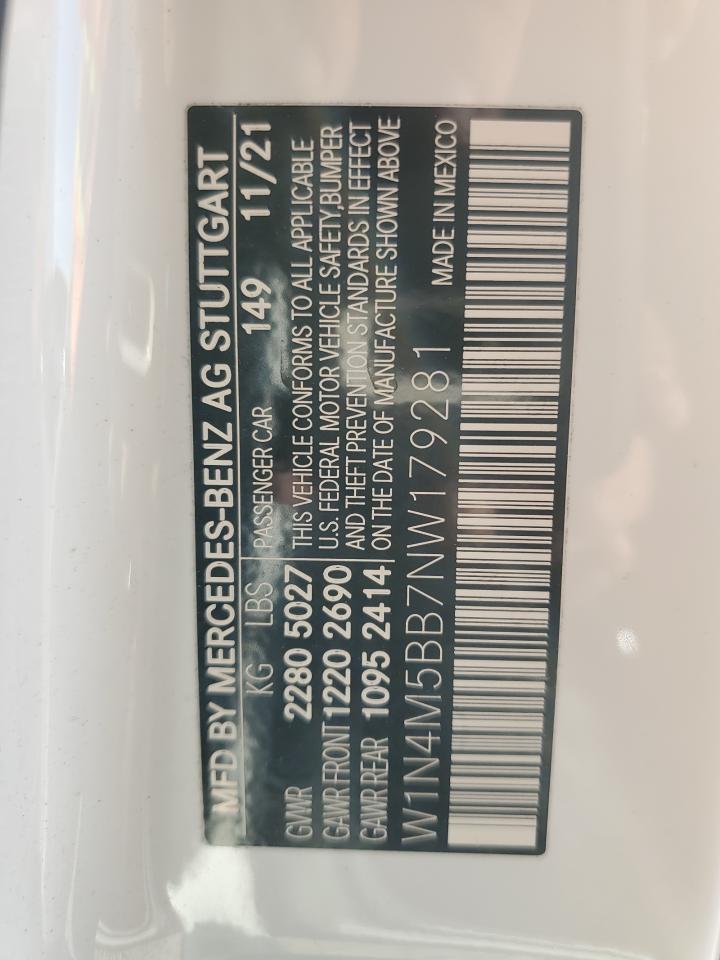 MFD BY MERCEDES-BENZ AG STUTTGART
KG LBS PASSENGER CAR 149 11/21
GVWR 2280 5027 THIS VEHICLE CONFORMS TO ALL APPLICABLE
GAWR FRONT 1220 2690 U.S. FEDERAL MOTOR VEHICLE SAFETY,BUMPER
GAWR REAR 1095 2414 AND THEFT PREVENTION STANDARDS IN EFFECT
ON THE DATE OF MANUFACTURE SHOWN ABOVE
W1N4M5BB7NW179281 MADE IN MEXICO